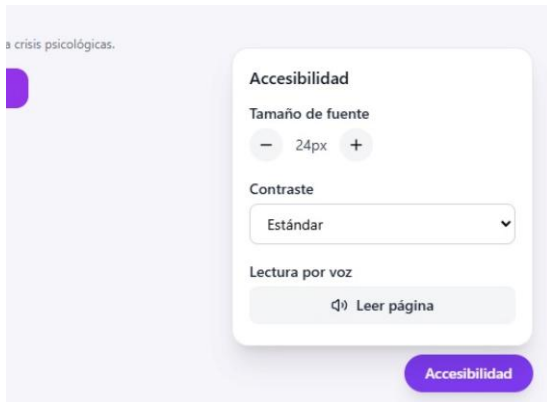 a crisis psicológicas.
Accesibilidad
Tamaño de fuente
− 24px +
Contraste
Estándar
Lectura por voz
Leer página
Accesibilidad